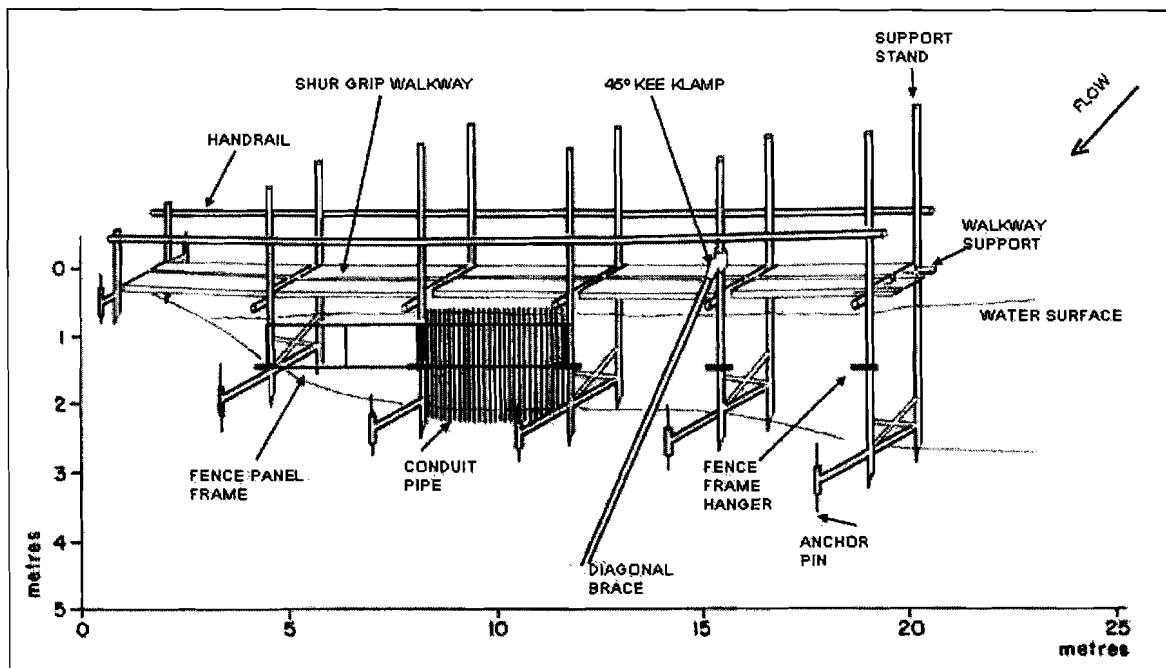 SUPPORT
STAND
SHUR GRIP WALKWAY
45º KEE KLAMP
FLOW
HANDRAIL
WALKWAY
SUPPORT
0
WATER SURFACE
1
2
3
FENCE PANEL
FRAME
CONDUIT
PIPE
FENCE
FRAME
HANGER
ANCHOR
PIN
4
DIAGONAL
BRACE
metres
5
0
5
10
15
20
25
metres